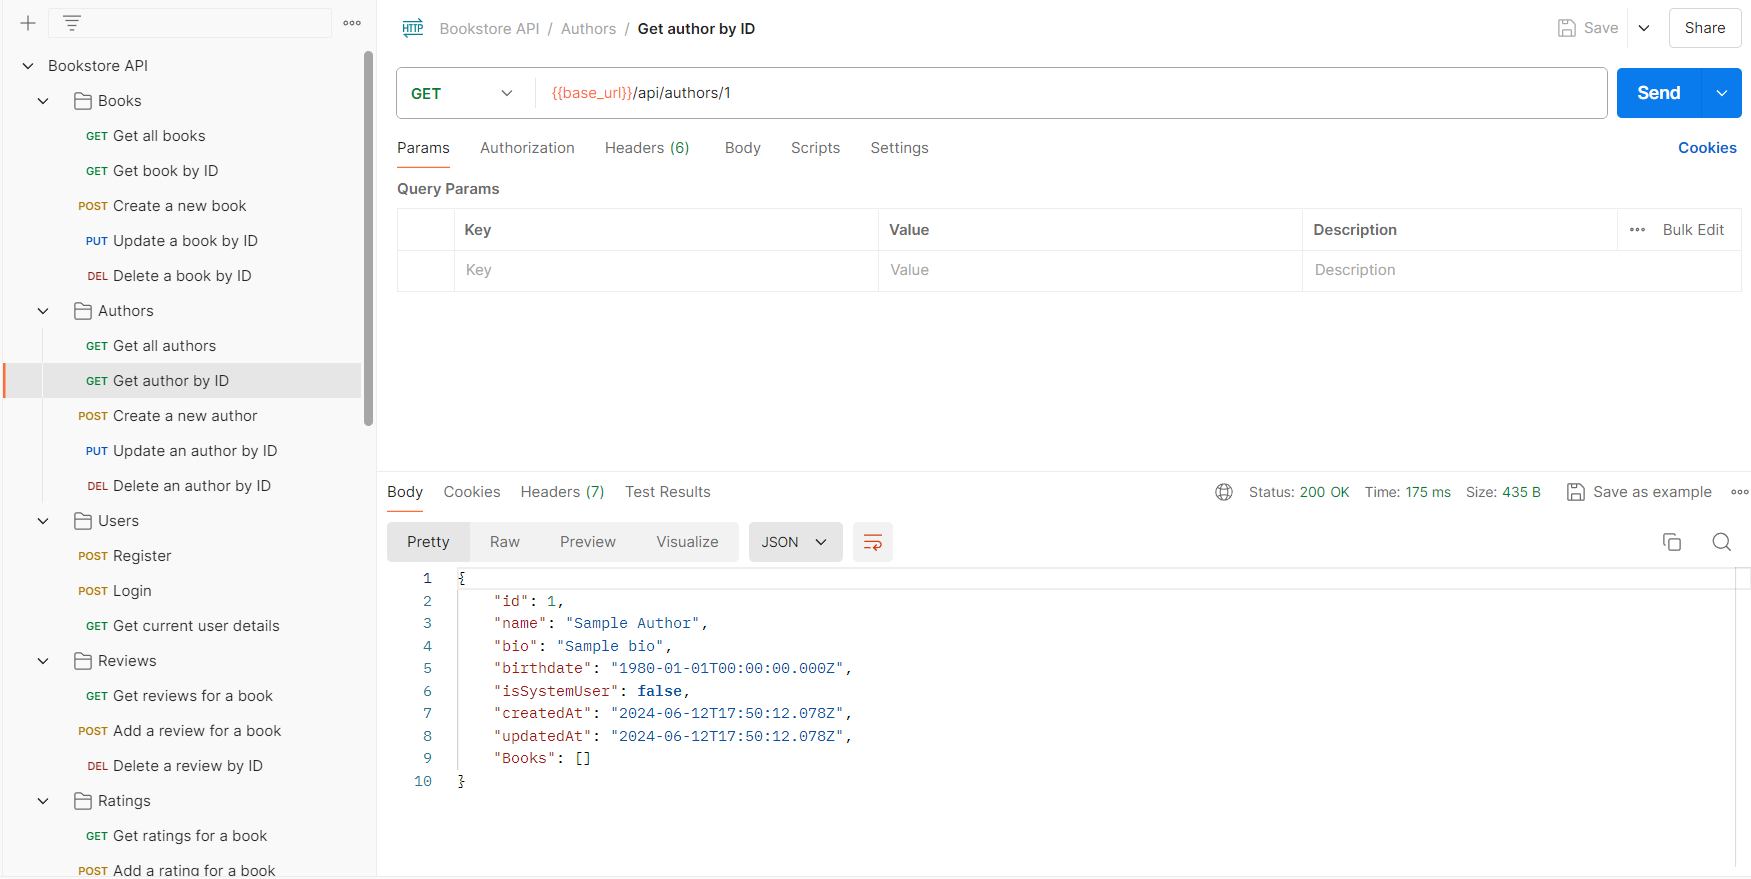 Bookstore API
Books
GET Get all books
GET Get book by ID
POST Create a new book
PUT Update a book by ID
DEL Delete a book by ID
Authors
GET Get all authors
GET Get author by ID
POST Create a new author
PUT Update an author by ID
DEL Delete an author by ID
Users
POST Register
POST Login
GET Get current user details
Reviews
GET Get reviews for a book
POST Add a review for a book
DEL Delete a review by ID
Ratings
GET Get ratings for a book
POST Add a rating for a book
HTTP Bookstore API / Authors / Get author by ID
Save Share
GET {{base_url}}/api/authors/1 Send
Params Authorization Headers (6) Body Scripts Settings Cookies
Query Params
Key Value Description Bulk Edit
Key Value Description
Body Cookies Headers (7) Test Results Status: 200 OK Time: 175 ms Size: 435 B Save as example
Pretty Raw Preview Visualize JSON
1 {
2 "id": 1,
3 "name": "Sample Author",
4 "bio": "Sample bio",
5 "birthdate": "1980-01-01T00:00:00.000Z",
6 "isSystemUser": false,
7 "createdAt": "2024-06-12T17:50:12.078Z",
8 "updatedAt": "2024-06-12T17:50:12.078Z",
9 "Books": []
10 }